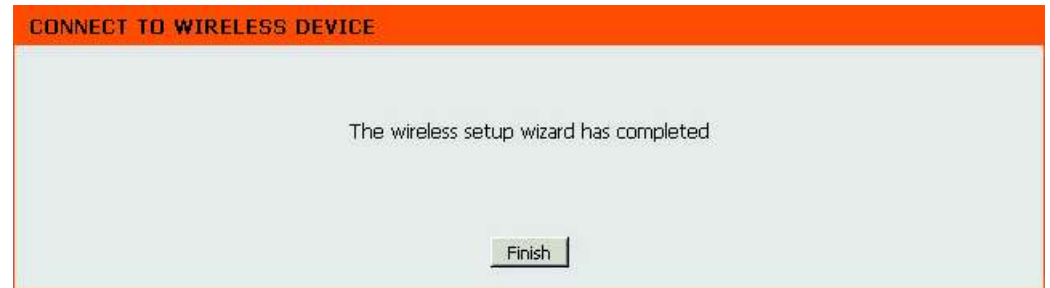 CONNECT TO WIRELESS DEVICE
The wireless setup wizard has completed
Finish